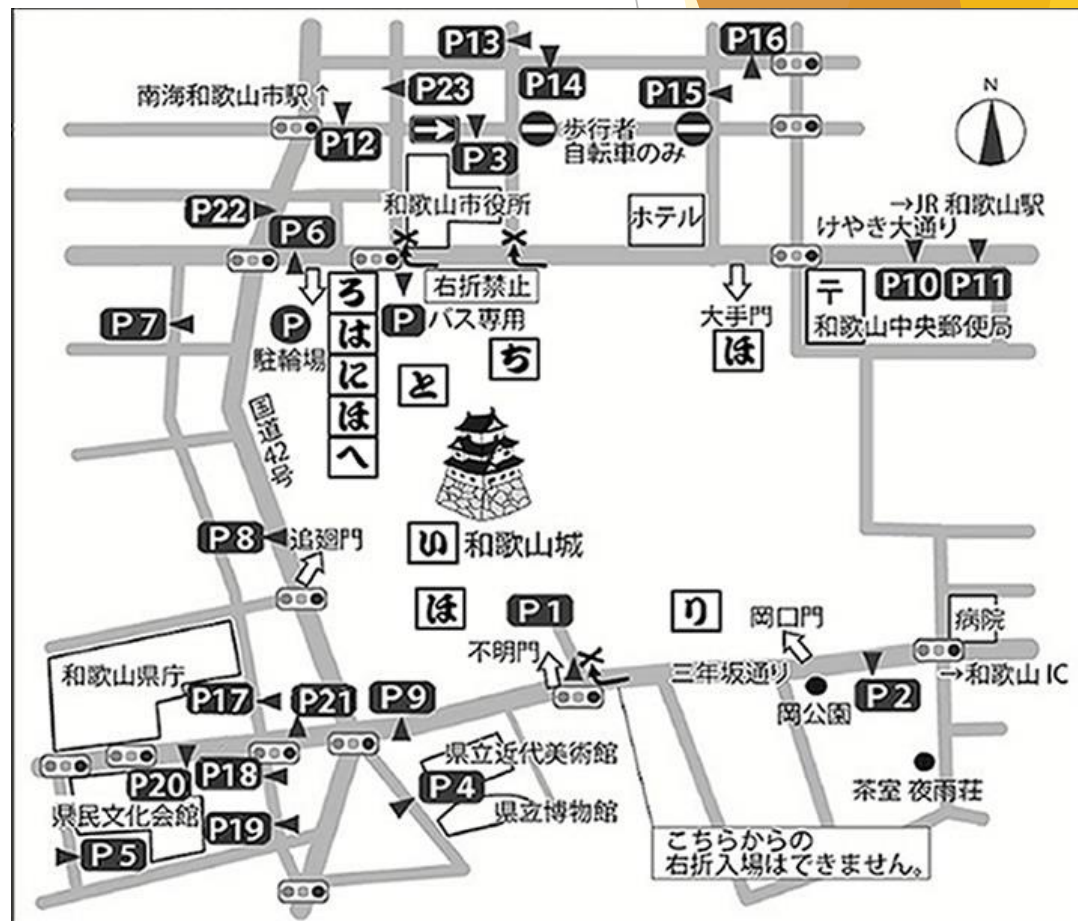 P13
P16
P14
P23
P15
南海和歌山市駅↑
P12
P3
歩行者
自転車のみ
N
P22
和歌山市役所
ホテル
→JR 和歌山駅
けやき大通り
P6
P10
P11
右折禁止
P バス専用
〒
和歌山中央郵便局
P7
P
駐輪場
大手門
ほ
ろ
は
に
ほ
へ
ち
と
国道42号
P8
追廻門
い
和歌山城
ほ
P1
り
岡口門
病院
不明門
和歌山県庁
三年坂通り
→和歌山 IC
P17
P21
P9
P2
岡公園
県立近代美術館
P20
P18
P4
茶室 夜雨荘
県民文化会館
県立博物館
P19
P5
こちらからの
右折入場はできません。